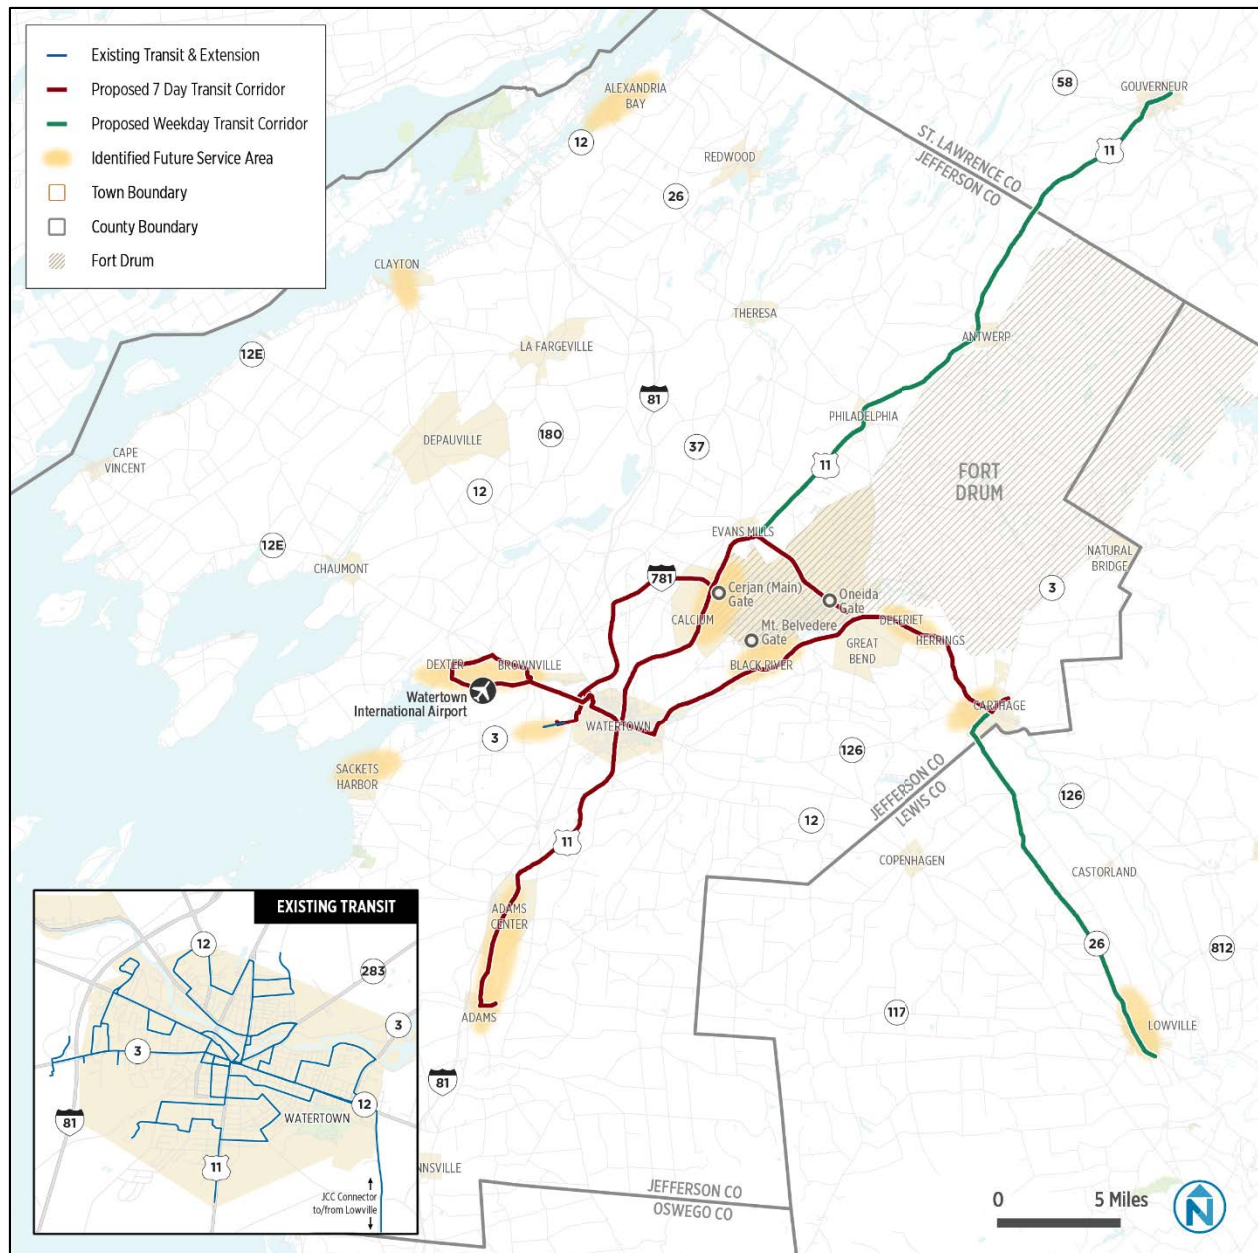 Existing Transit & Extension
Proposed 7 Day Transit Corridor
Proposed Weekday Transit Corridor
Identified Future Service Area
Town Boundary
County Boundary
Fort Drum
ALEXANDRIA
BAY
12
REDWOOD
26
58
GOUVERNEUR
11
ST. LAWRENCE CO
JEFFERSON CO
CLAYTON
12E
LA FARGEVILLE
THERESA
ANTWERP
81
PHILADELPHIA
DEPAUVILLE
180
37
11
CAPE
VINCENT
12
FORT
DRUM
12E
EVANS MILLS
NATURAL
BRIDGE
CHAUMONT
781
Cerjan (Main)
Gate
Oneida
Gate
3
CALCIUM
Mt. Belvedere
Gate
DEFERIET
HERRINGS
GREAT
BEND
BLACK RIVER
DEXTER
BROWNVILLE
Watertown
International Airport
CARTHAGE
WATERTOWN
3
126
SACKETS
HARBOR
JEFFERSON CO
LEWIS CO
126
12
11
COPENHAGEN
CASTORLAND
ADAMS
CENTER
26
812
117
ADAMS
LOWVILLE
81
EXISTING TRANSIT
12
283
3
3
12
81
WATERTOWN
11
JCC Connector
to/from Lowville
NNSVILLE
JEFFERSON CO
OSWEGO CO
0 5 Miles
N